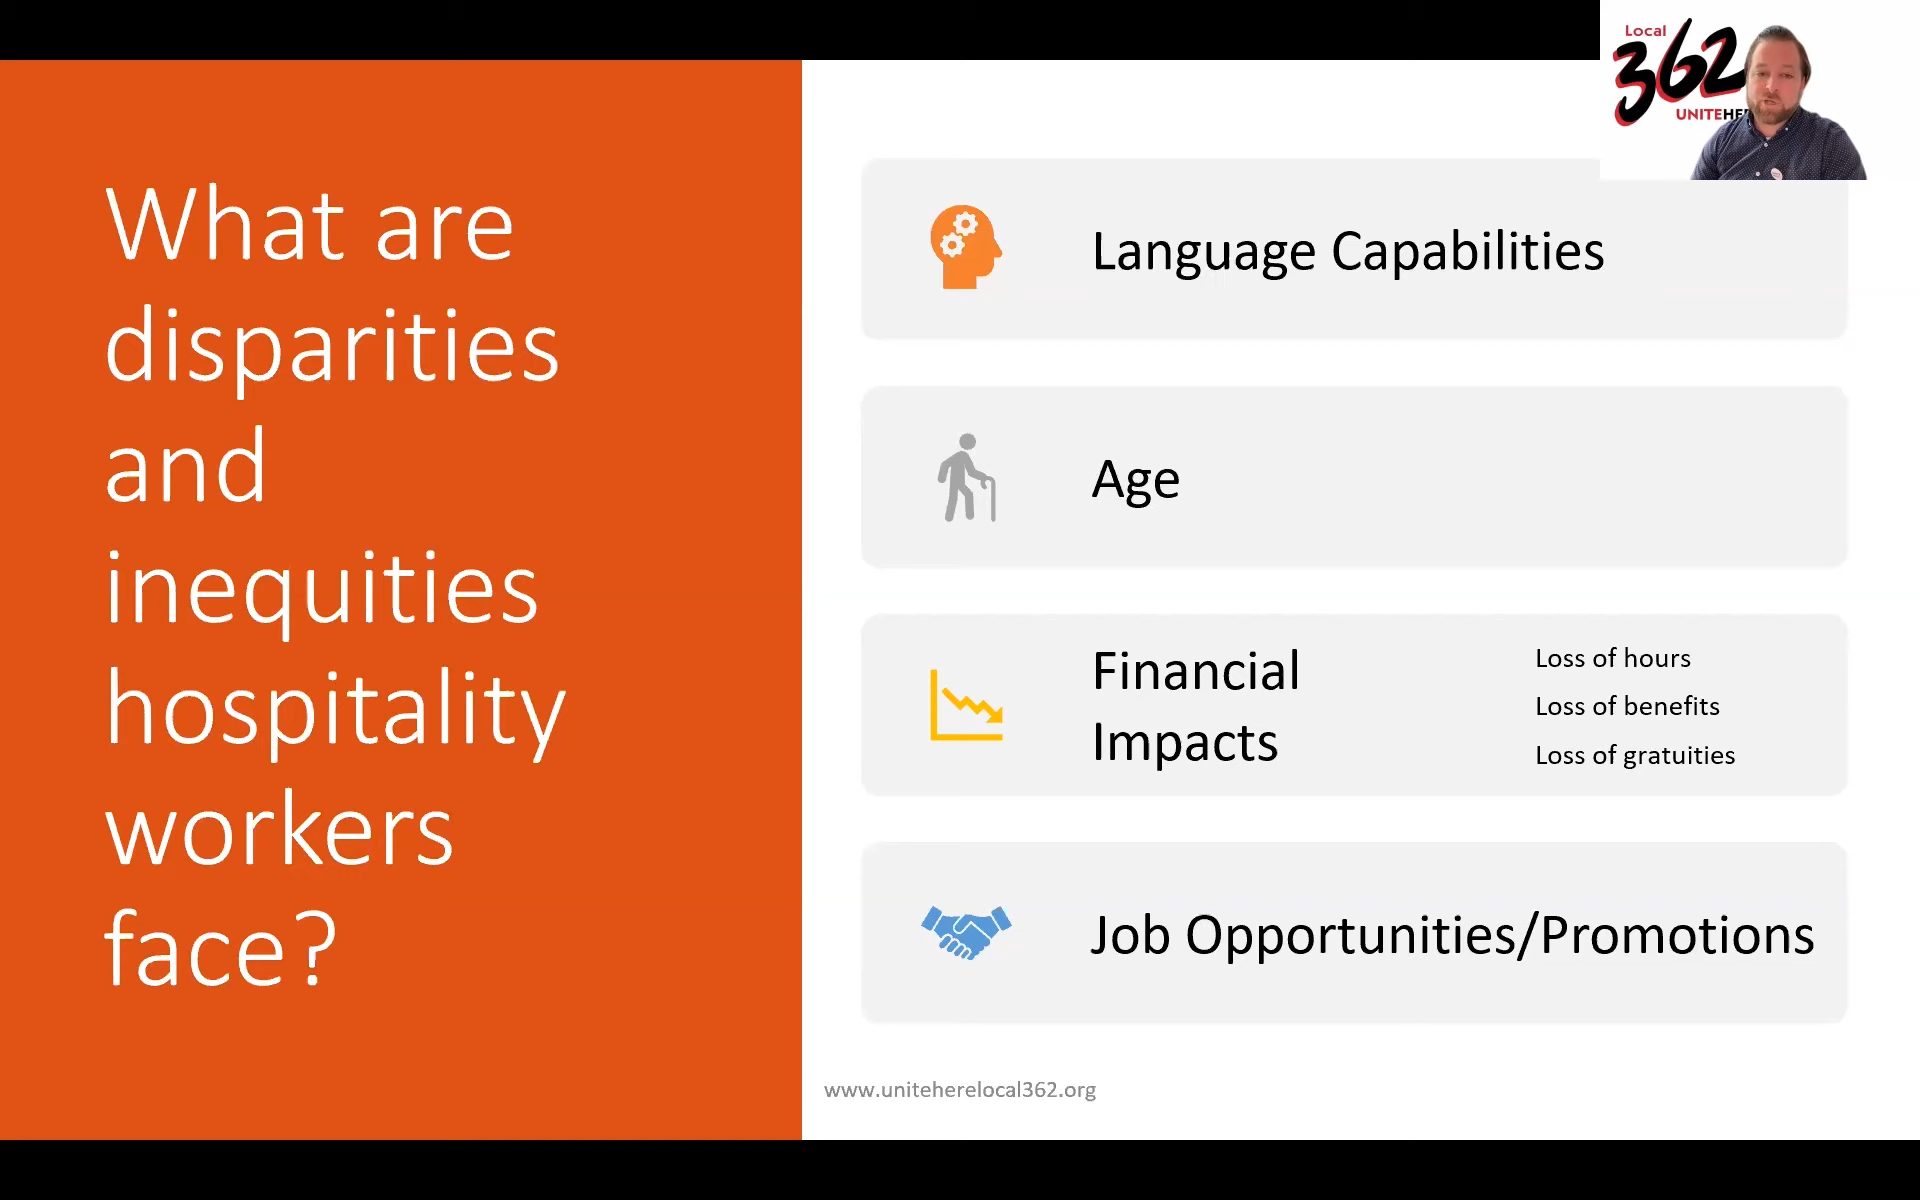 What are
disparities
and
inequities
hospitality
workers
face?
Local
362
UNITEHE
Language Capabilities
Age
Financial
Impacts
Loss of hours
Loss of benefits
Loss of gratuities
Job Opportunities/Promotions
www.uniteherelocal362.org